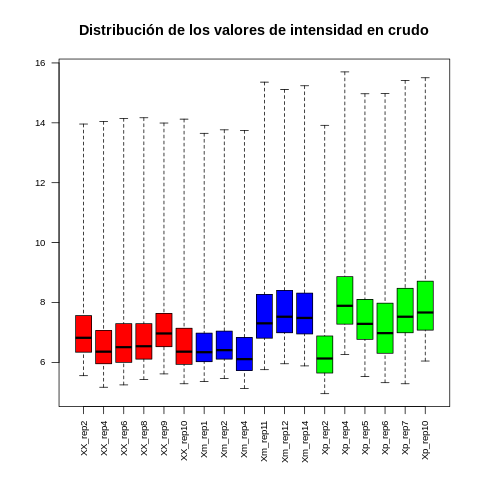 Distribución de los valores de intensidad en crudo
16
14
12
10
8
6
XX_rep2
XX_rep4
XX_rep6
XX_rep8
XX_rep9
XX_rep10
Xm_rep1
Xm_rep2
Xm_rep4
Xm_rep11
Xm_rep12
Xm_rep14
Xp_rep2
Xp_rep4
Xp_rep5
Xp_rep6
Xp_rep7
Xp_rep10